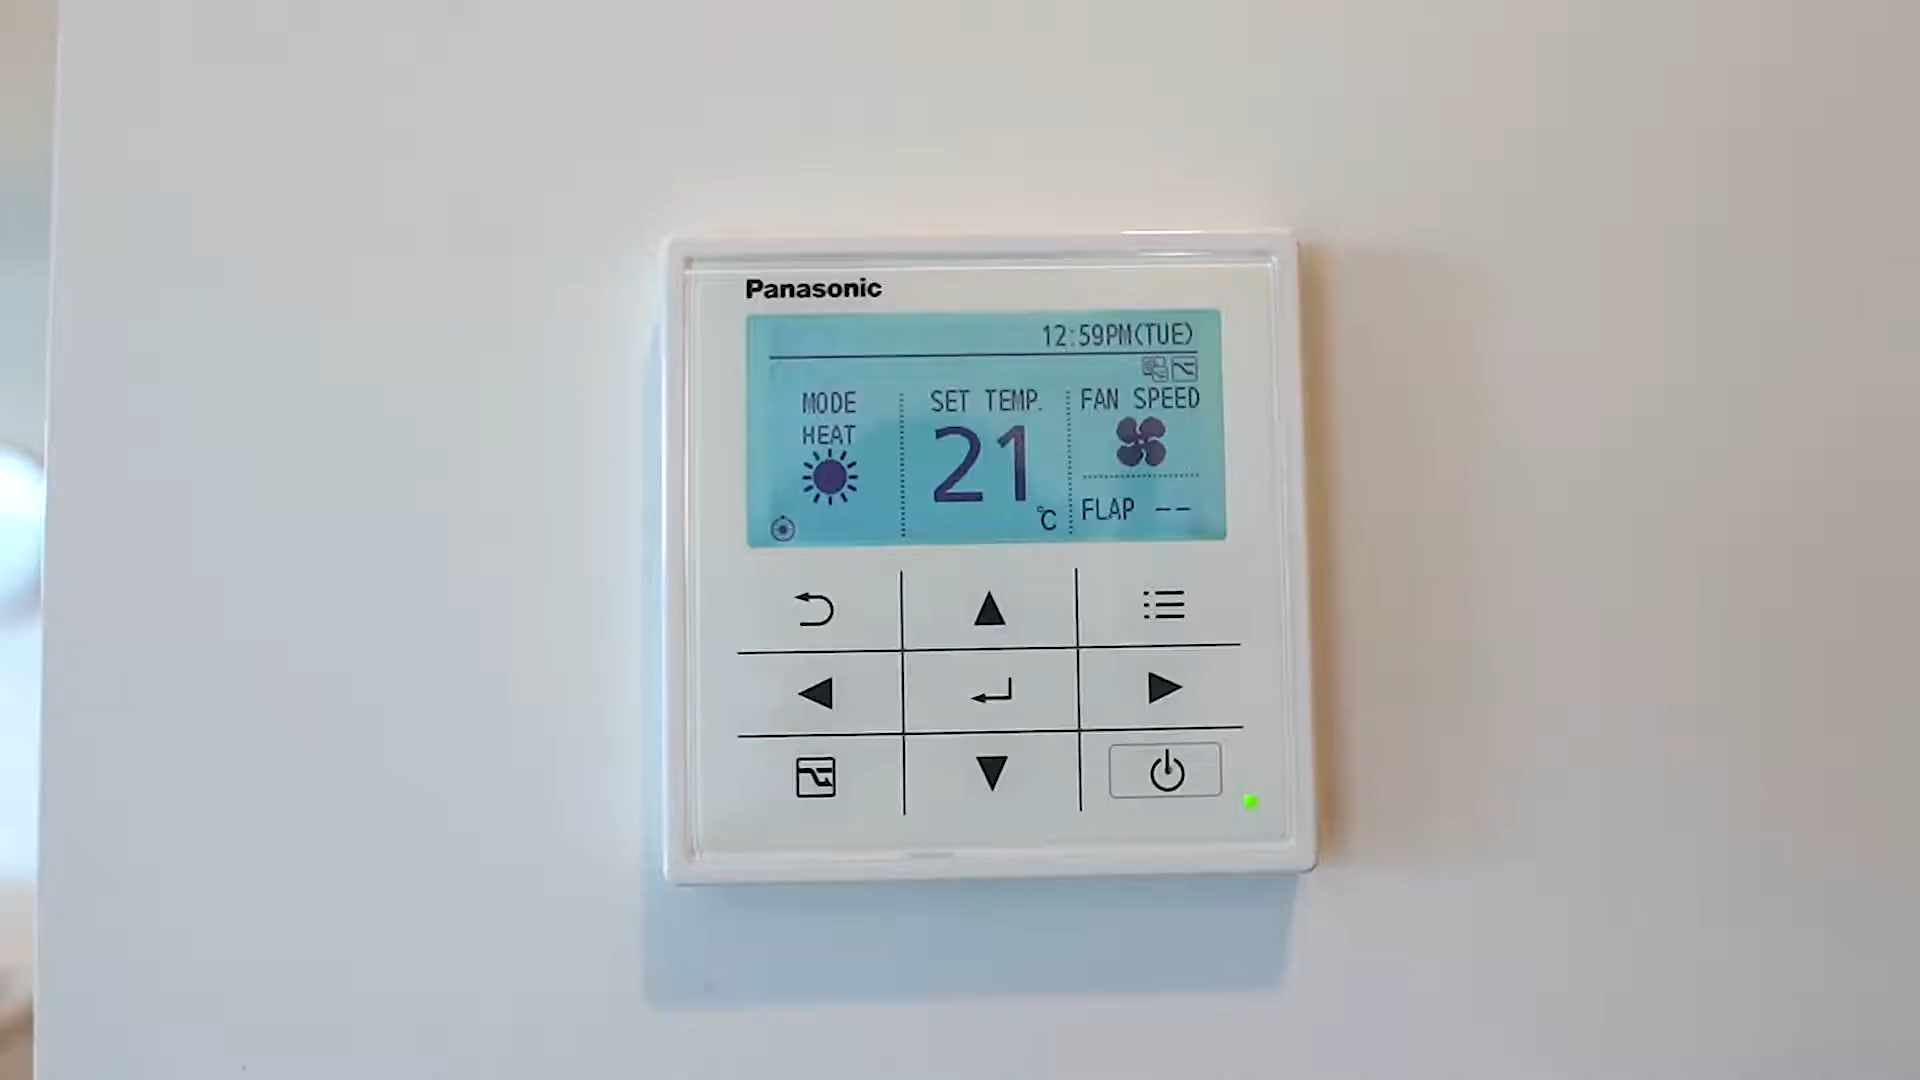 Panasonic
12:59PM(TUE)
MODE
HEAT
SET TEMP.
21
°C
FAN SPEED
FLAP --